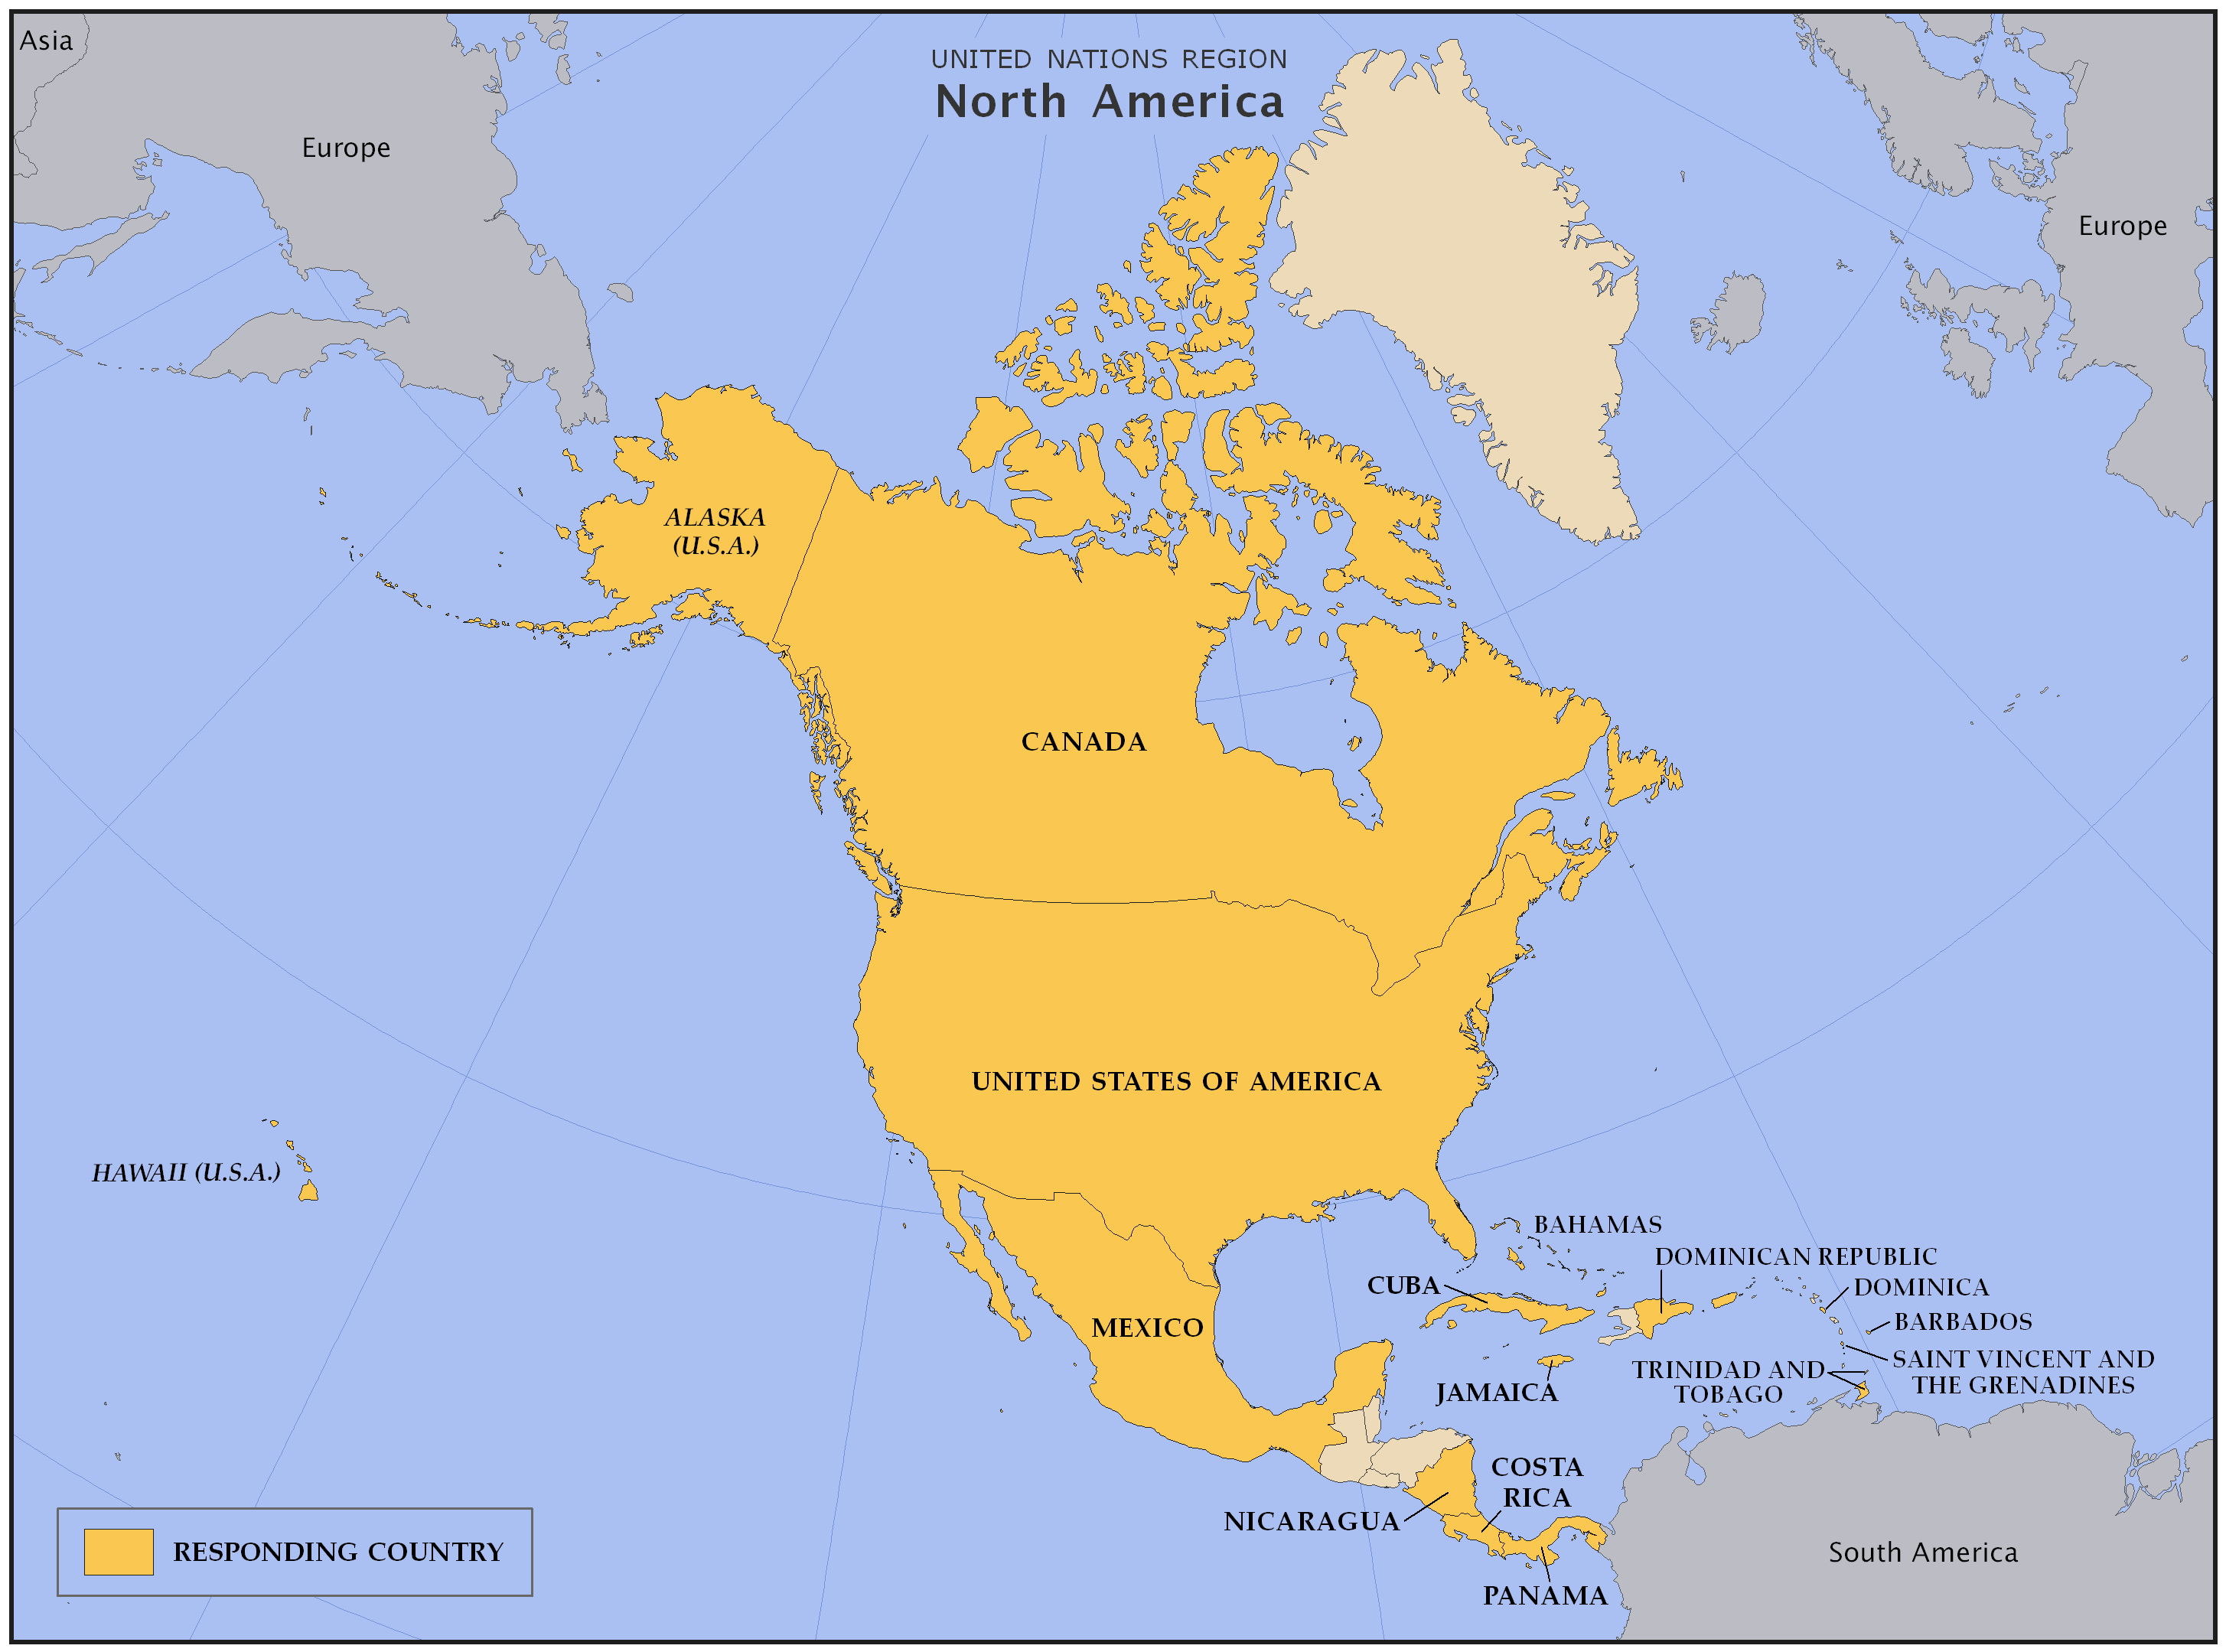 Asia
UNITED NATIONS REGION
North America
Europe
Europe
ALASKA
(U.S.A.)
CANADA
UNITED STATES OF AMERICA
HAWAII (U.S.A.)
BAHAMAS
DOMINICAN REPUBLIC
CUBA
DOMINICA
MEXICO
BARBADOS
SAINT VINCENT AND
THE GRENADINES
TRINIDAD AND
TOBAGO
JAMAICA
COSTA
RICA
NICARAGUA
RESPONDING COUNTRY
South America
PANAMA